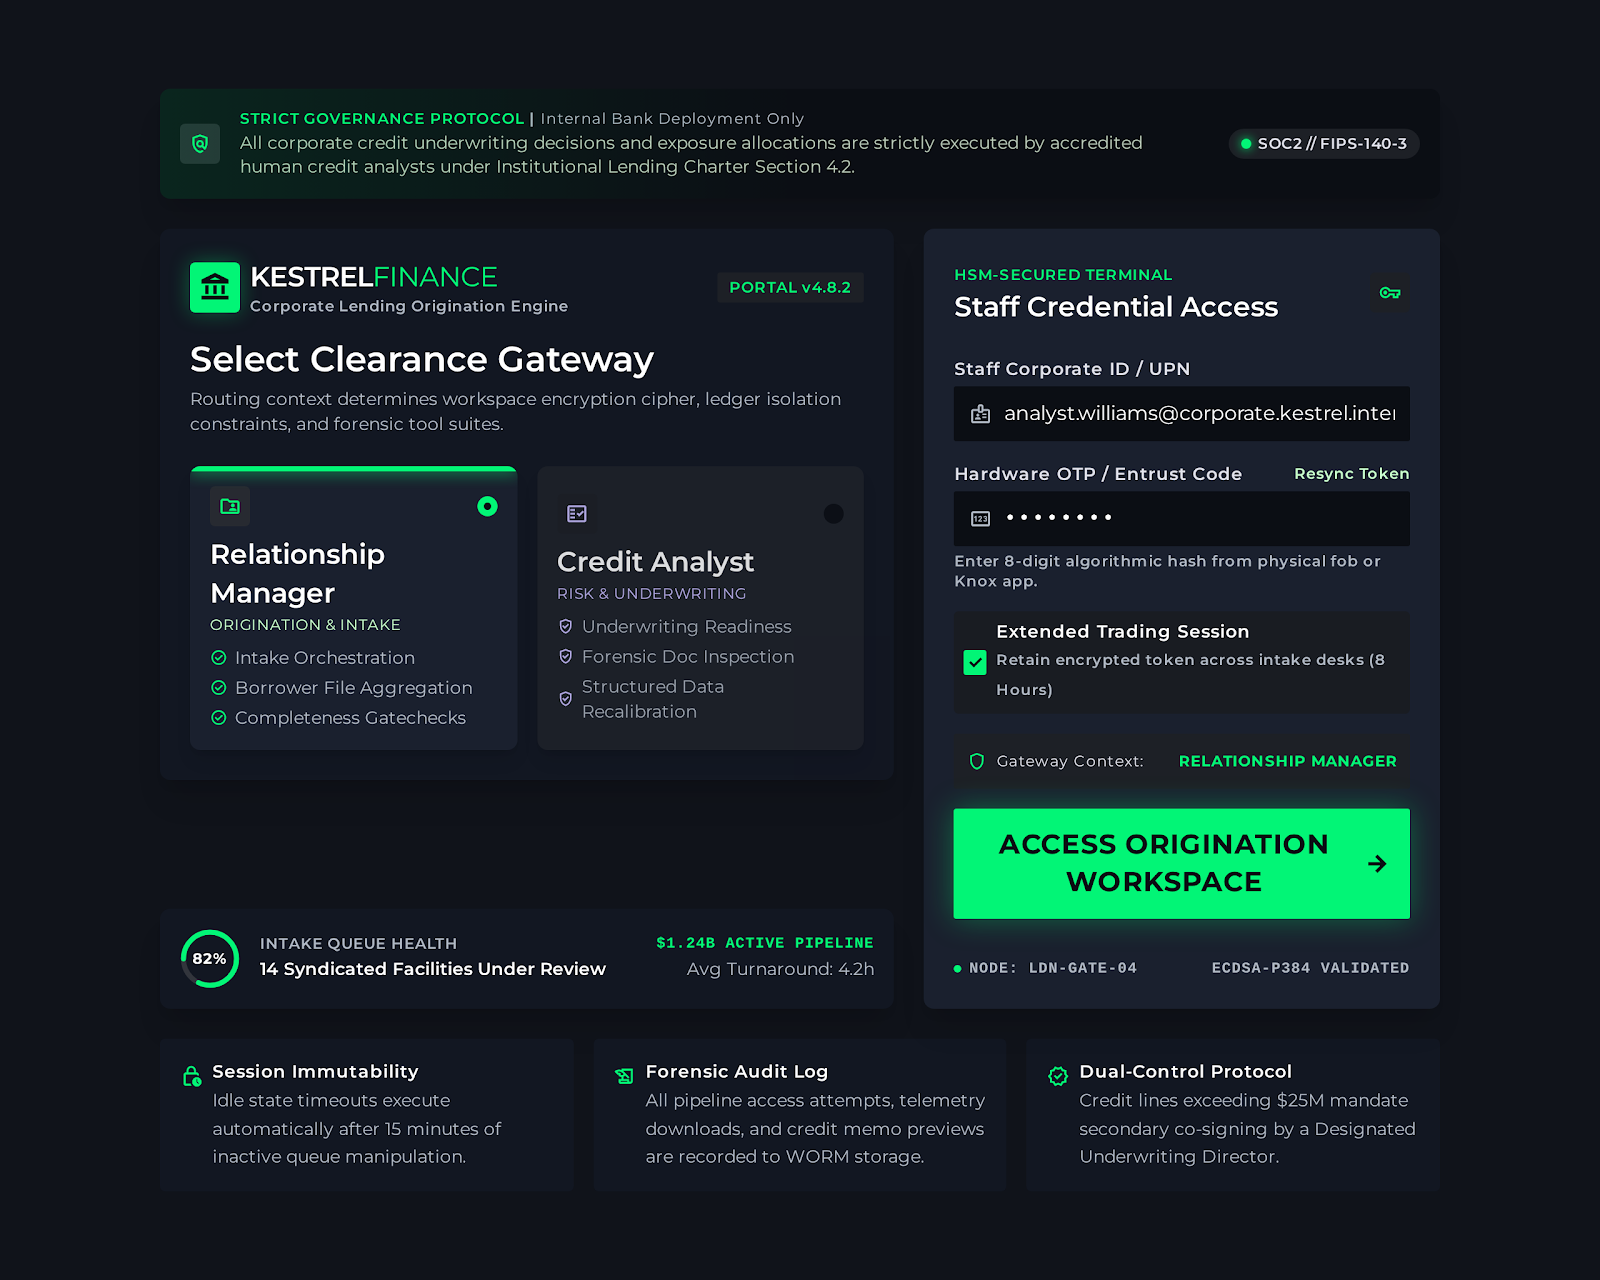 STRICT GOVERNANCE PROTOCOL | Internal Bank Deployment Only
All corporate credit underwriting decisions and exposure allocations are strictly executed by accredited
human credit analysts under Institutional Lending Charter Section 4.2.
SOC2 // FIPS-140-3
KESTRELFINANCE
Corporate Lending Origination Engine
PORTAL v4.8.2
Select Clearance Gateway
Routing context determines workspace encryption cipher, ledger isolation
constraints, and forensic tool suites.
Relationship
Manager
ORIGINATION & INTAKE
Intake Orchestration
Borrower File Aggregation
Completeness Gatechecks
Credit Analyst
RISK & UNDERWRITING
Underwriting Readiness
Forensic Doc Inspection
Structured Data
Recalibration
INTAKE QUEUE HEALTH
82%
14 Syndicated Facilities Under Review
$1.24B ACTIVE PIPELINE
Avg Turnaround: 4.2h
HSM-SECURED TERMINAL
Staff Credential Access
Staff Corporate ID / UPN
analyst.williams@corporate.kestrel.inter
Hardware OTP / Entrust Code
Resync Token
123
••••••••
Enter 8-digit algorithmic hash from physical fob or
Knox app.
Extended Trading Session
Retain encrypted token across intake desks (8
Hours)
Gateway Context:
RELATIONSHIP MANAGER
ACCESS ORIGINATION
WORKSPACE
NODE: LDN-GATE-04
ECDSA-P384 VALIDATED
Session Immutability
Idle state timeouts execute
automatically after 15 minutes of
inactive queue manipulation.
Forensic Audit Log
All pipeline access attempts, telemetry
downloads, and credit memo previews
are recorded to WORM storage.
Dual-Control Protocol
Credit lines exceeding $25M mandate
secondary co-signing by a Designated
Underwriting Director.